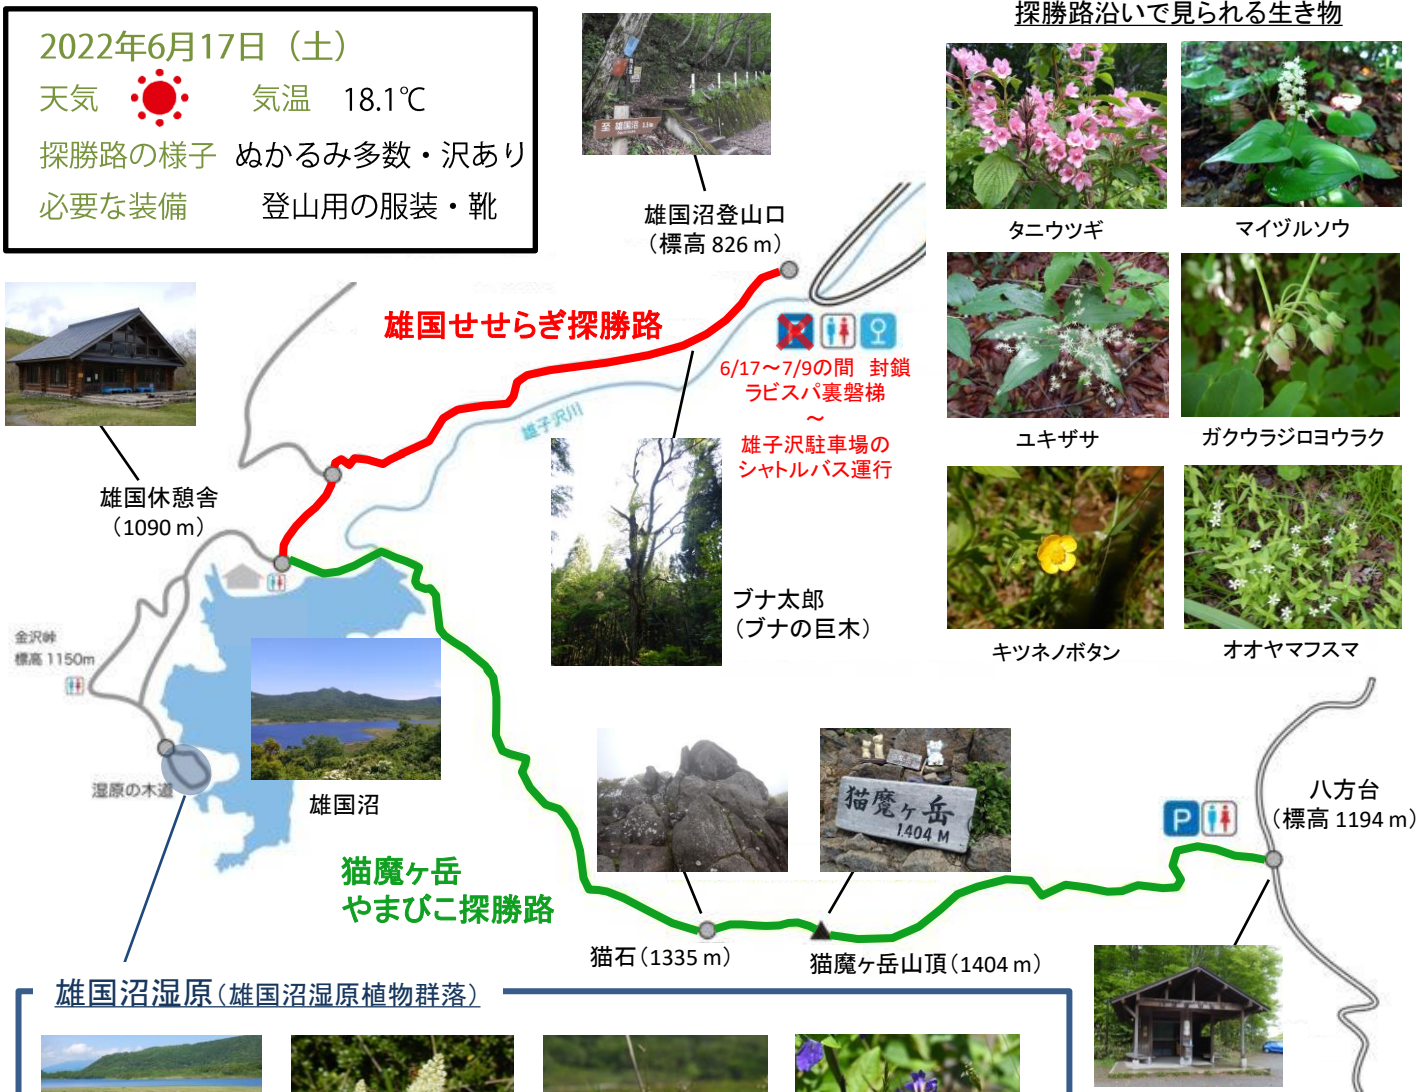 2022年6月17日（土）
天気
気温 18.1℃
探勝路の様子 ぬかるみ多数・沢あり
必要な装備 登山用の服装・靴
至 雄国沼
雄国沼登山口
（標高 826 m）
探勝路沿いで見られる生き物
タニウツギ
マイヅルソウ
ユキザサ
ガクウラジロヨウラク
キツネノボタン
オオヤマフスマ
雄国せせらぎ探勝路
6/17～7/9の間 封鎖
ラビスパ裏磐梯
～
雄子沢駐車場の
シャトルバス運行
雄子沢川
雄国休憩舎
（1090 m）
ブナ太郎
（ブナの巨木）
金沢峠
標高 1150m
湿原の木道
雄国沼
猫魔ヶ岳
やまびこ探勝路
猫魔ヶ岳
1.404 M
P
八方台
（標高 1194 m）
猫石（1335 m）
猫魔ヶ岳山頂（1404 m）
雄国沼湿原（雄国沼湿原植物群落）